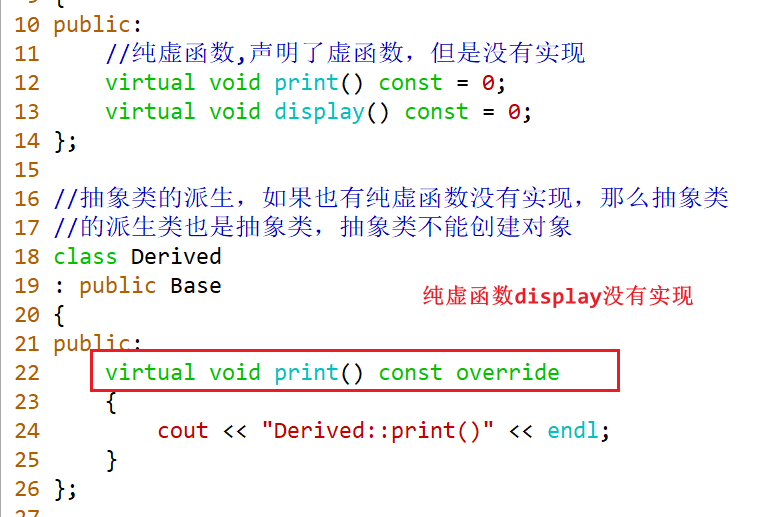 {
10 public:
11     //纯虚函数,声明了虚函数，但是没有实现
12     virtual void print() const = 0;
13     virtual void display() const = 0;
14 };
15
16 //抽象类的派生，如果也有纯虚函数没有实现，那么抽象类
17 //的派生类也是抽象类，抽象类不能创建对象
18 class Derived
19 : public Base
纯虚函数display没有实现
20 {
21 public:
22     virtual void print() const override
23     {
24         cout << "Derived::print()" << endl;
25     }
26 };
27